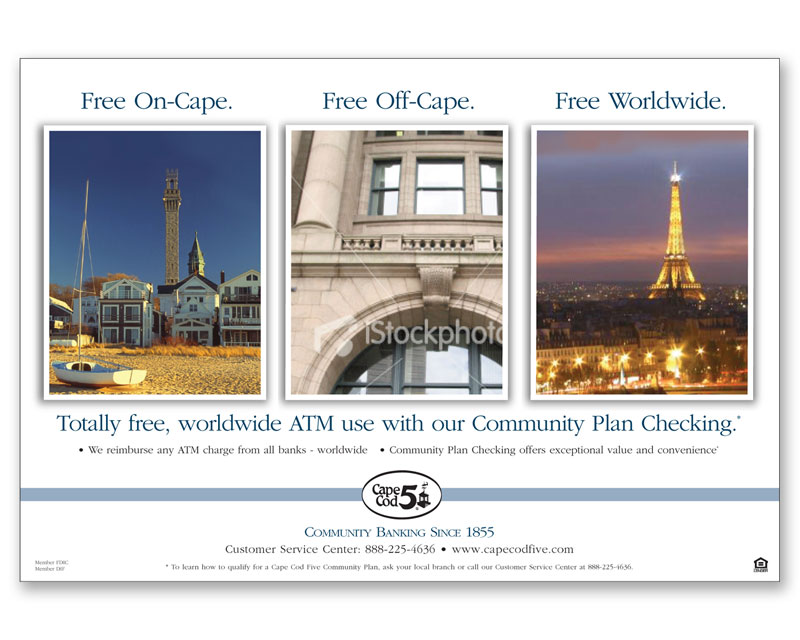 Free On-Cape. Free Off-Cape. Free Worldwide.
iStockphoto
Totally free, worldwide ATM use with our Community Plan Checking.*
• We reimburse any ATM charge from all banks - worldwide • Community Plan Checking offers exceptional value and convenience*
Cape Cod 5
Community Banking Since 1855
Customer Service Center: 888-225-4636 • www.capecodfive.com
Member FDIC
Member DIF
* To learn how to qualify for a Cape Cod Five Community Plan, ask your local branch or call our Customer Service Center at 888-225-4636.
LENDER